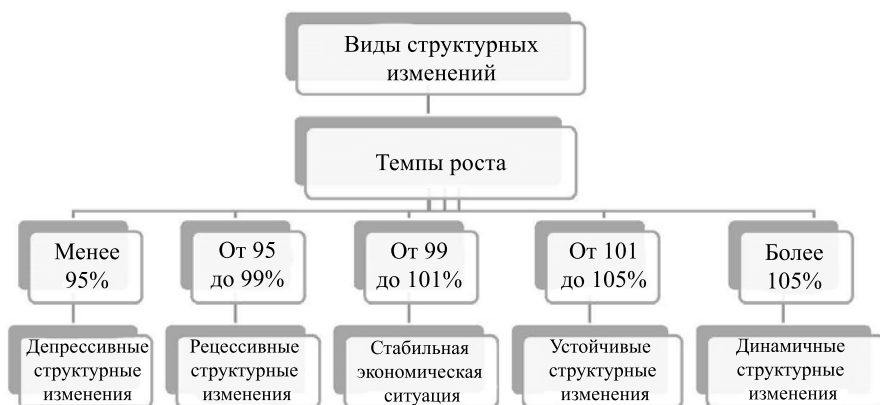 Виды структурных
изменений
Темпы роста
Менее
95%
От 95
до 99%
От 99
до 101%
От 101
до 105%
Более
105%
Депрессивные
структурные
изменения
Рецессивные
структурные
изменения
Стабильная
экономическая
ситуация
Устойчивые
структурные
изменения
Динамичные
структурные
изменения